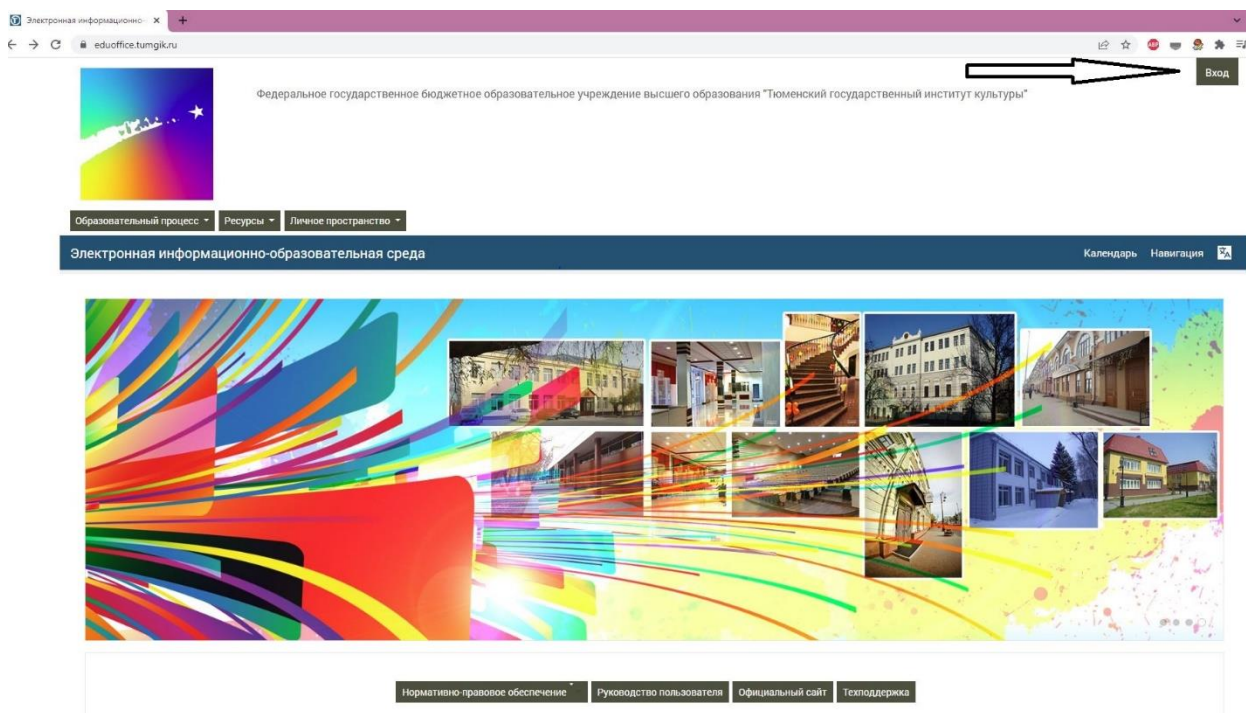 Электронная информационно-
eduoffice.tumgik.ru
ABP
Вход
Федеральное государственное бюджетное образовательное учреждение высшего образования "Тюменский государственный институт культуры"
Образовательный процесс Ресурсы Личное пространство
Электронная информационно-образовательная среда Календарь Навигация
Нормативно-правовое обеспечение Руководство пользователя Официальный сайт Техподдержка